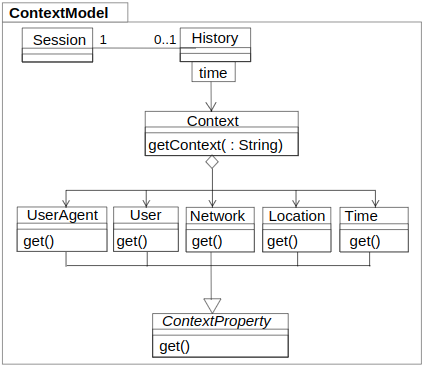 ContextModel
Session 1 0..1 History
time
Context
getContext( : String)
UserAgent User Network Location Time
get() get() get() get() get()
ContextProperty
get()